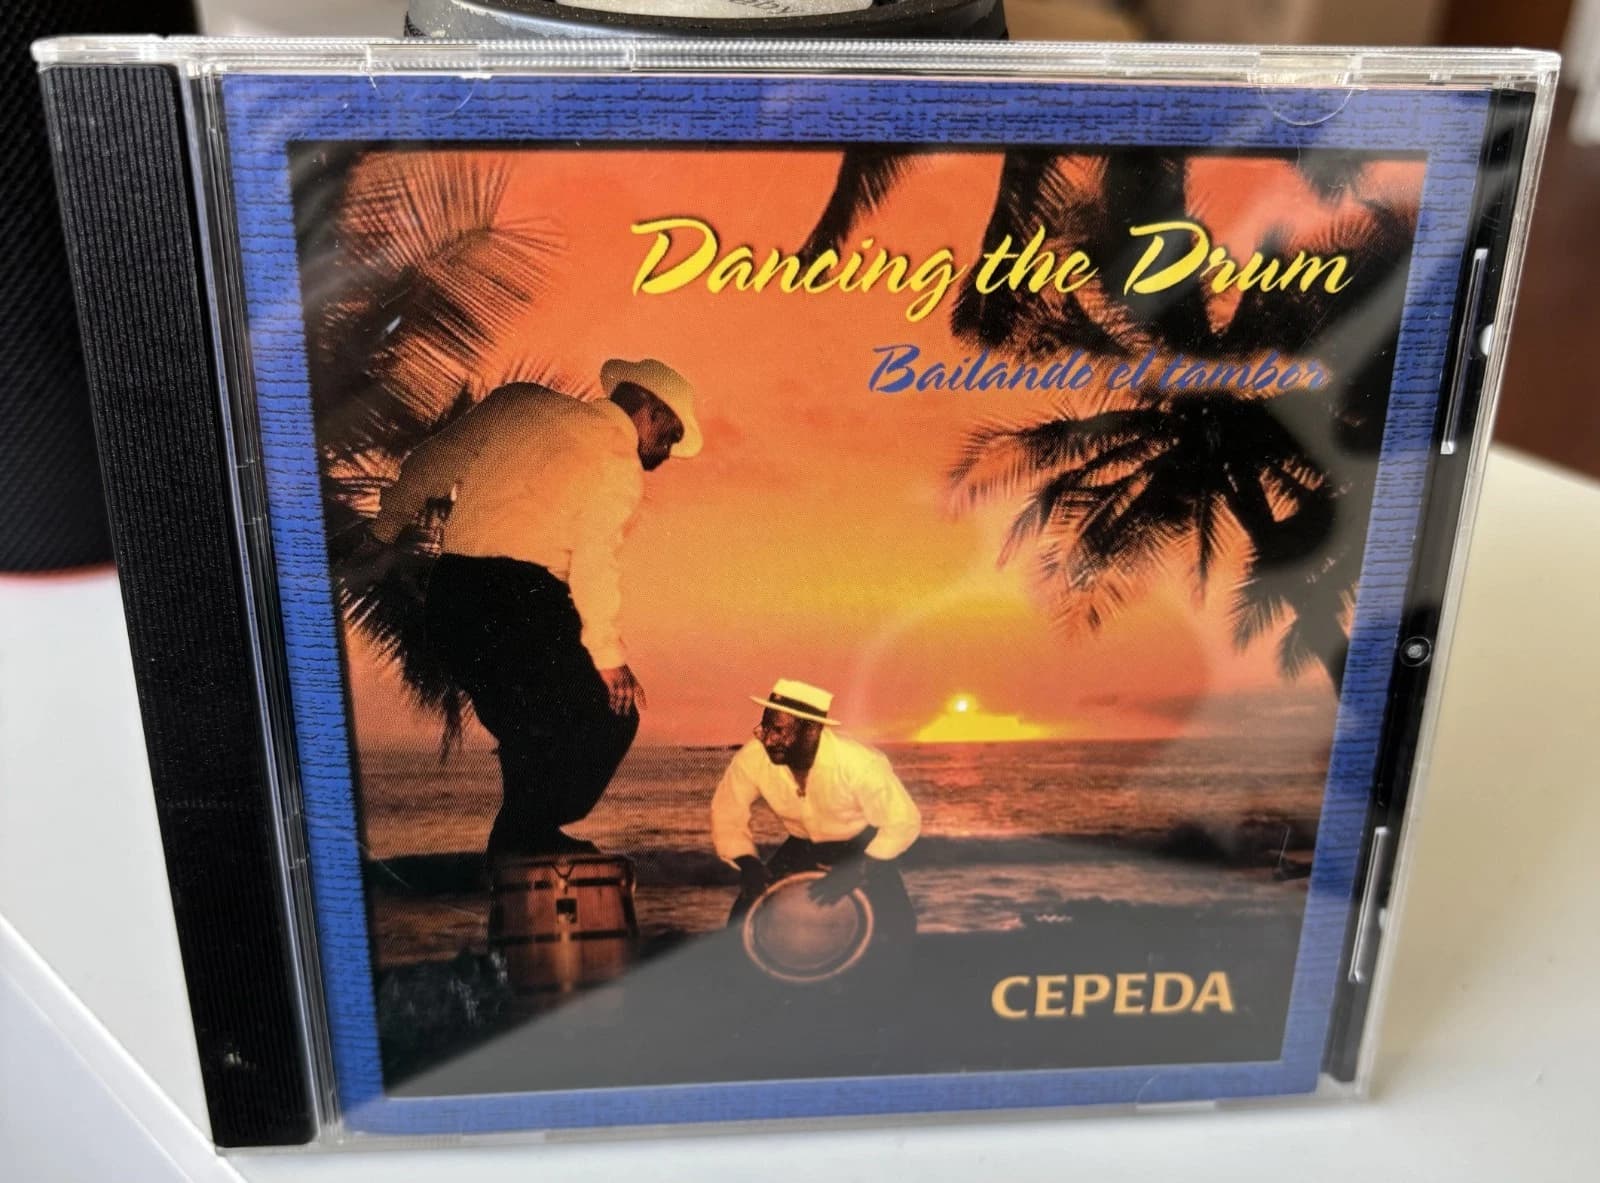 Dancing the Drum
Bailando el tambor
CEPEDA